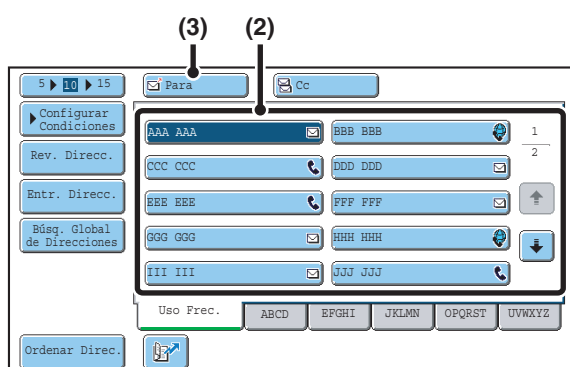 (3) (2)
5 10 15
Para
Cc
Configurar
Condiciones
Rev. Direcc.
Entr. Direcc.
Búsq. Global
de Direcciones
AAA AAA
BBB BBB
CCC CCC
DDD DDD
EEE EEE
FFF FFF
GGG GGG
HHH HHH
III III
JJJ JJJ
1
2
Uso Frec.
ABCD
EFGHI
JKLMN
OPQRST
UVWXYZ
Ordenar Direc.